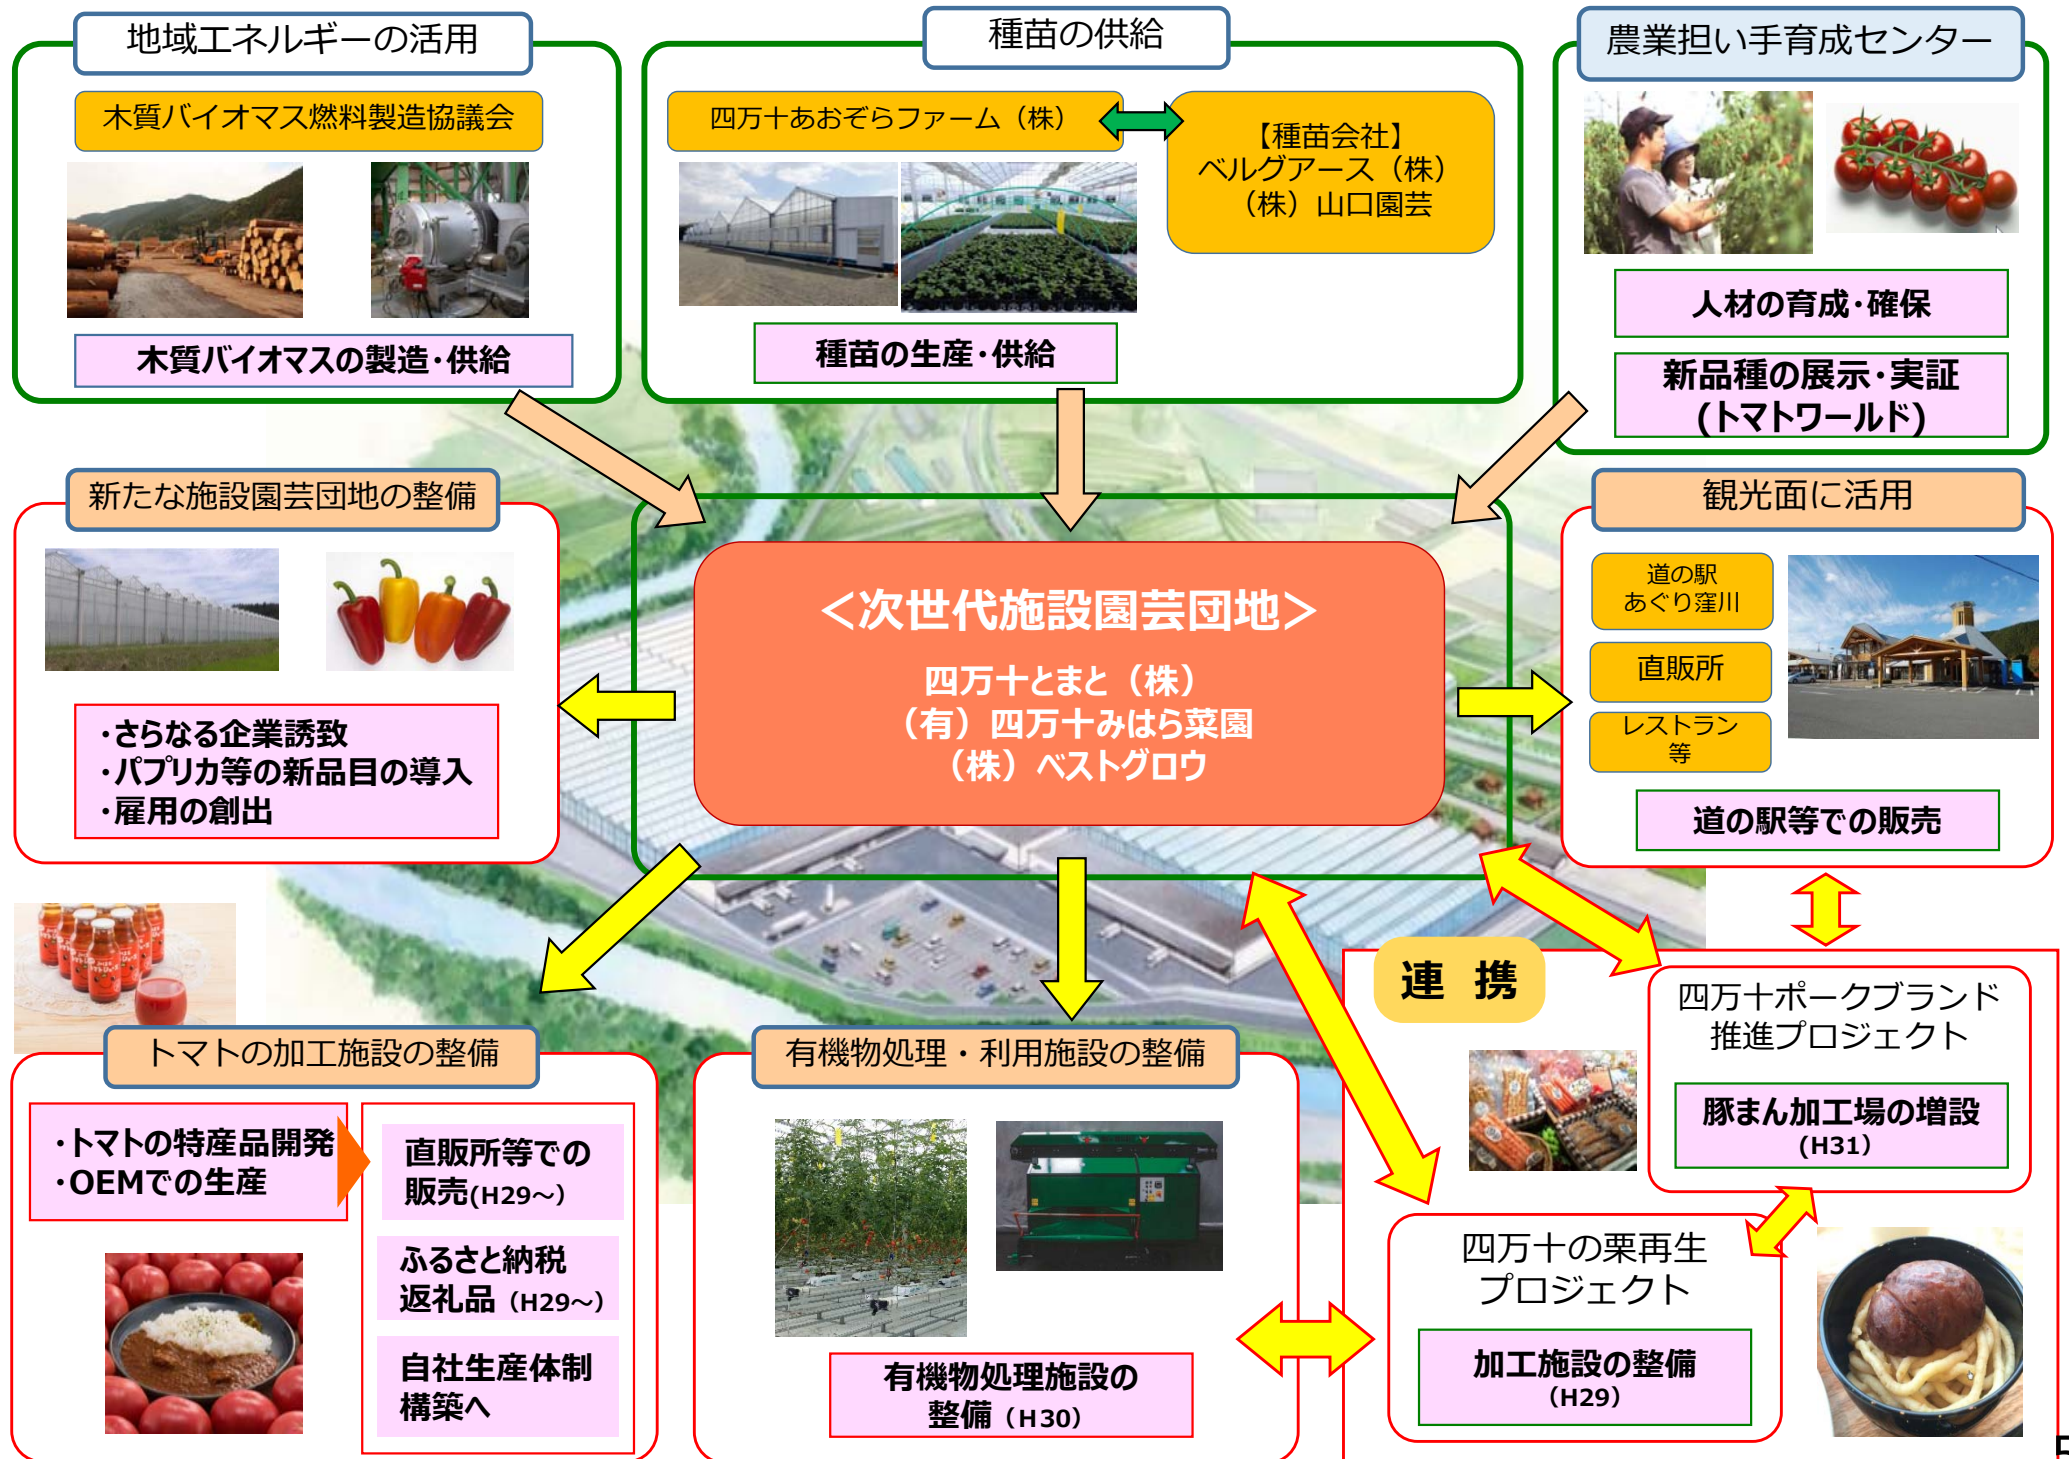 地域エネルギーの活用
木質バイオマス燃料製造協議会
木質バイオマスの製造・供給
種苗の供給
四万十あおぞらファーム（株）
【種苗会社】
ベルグアース（株）
（株）山口園芸
種苗の生産・供給
農業担い手育成センター
人材の育成・確保
新品種の展示・実証
(トマトワールド)
新たな施設園芸団地の整備
・さらなる企業誘致
・パプリカ等の新品目の導入
・雇用の創出
＜次世代施設園芸団地＞
四万十とまと（株）
（有）四万十みはら菜園
（株）ベストグロウ
観光面に活用
道の駅
あぐり窪川
直販所
レストラン
等
道の駅等での販売
トマトの加工施設の整備
・トマトの特産品開発
・OEMでの生産
直販所等での
販売(H29～）
ふるさと納税
返礼品（H29～）
自社生産体制
構築へ
有機物処理・利用施設の整備
有機物処理施設の
整備（H30）
連 携
四万十ポークブランド
推進プロジェクト
豚まん加工場の増設
(H31）
四万十の栗再生
プロジェクト
加工施設の整備
（H29）